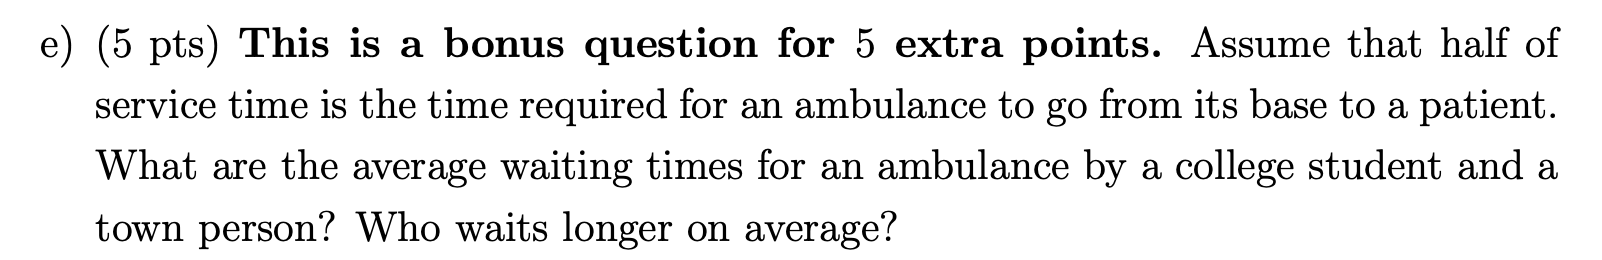 e) (5 pts) This is a bonus question for 5 extra points. Assume that half of
service time is the time required for an ambulance to go from its base to a patient.
What are the average waiting times for an ambulance by a college student and a
town person? Who waits longer on average?